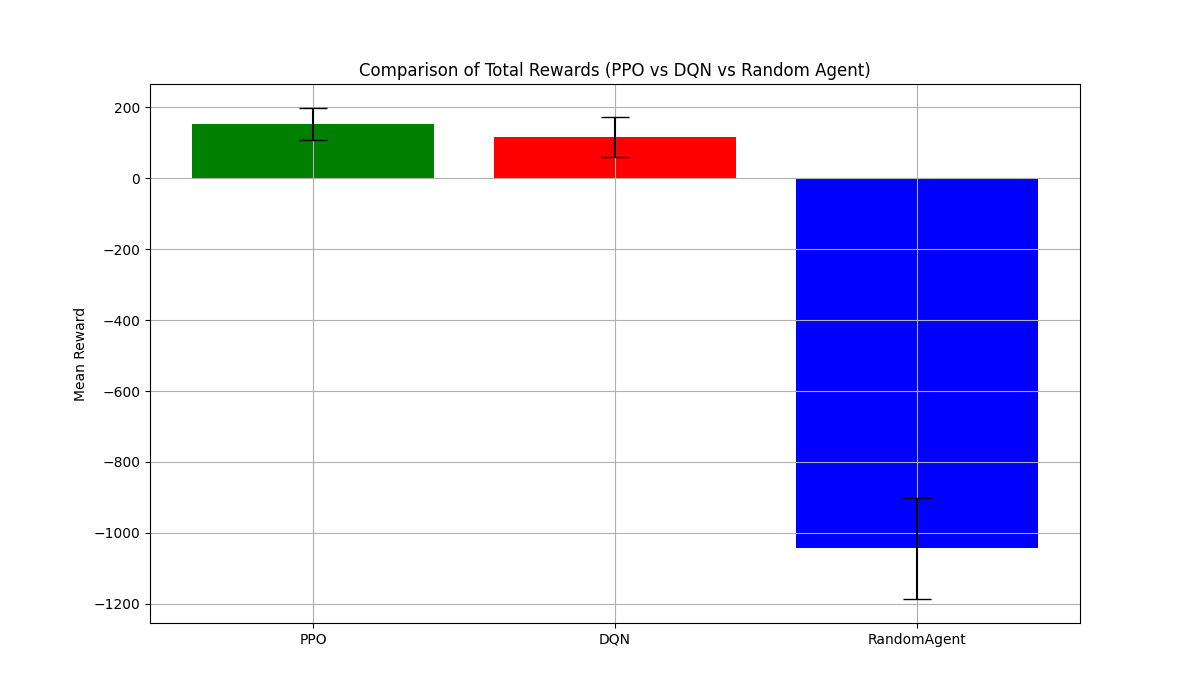 Comparison of Total Rewards (PPO vs DQN vs Random Agent)
Mean Reward
200
0
−200
−400
−600
−800
−1000
−1200
PPO
DQN
RandomAgent